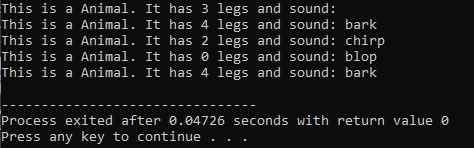 This is a Animal. It has 3 legs and sound:
This is a Animal. It has 4 legs and sound: bark
This is a Animal. It has 2 legs and sound: chirp
This is a Animal. It has 0 legs and sound: blop
This is a Animal. It has 4 legs and sound: bark
--------------------------------
Process exited after 0.04726 seconds with return value 0
Press any key to continue . . .